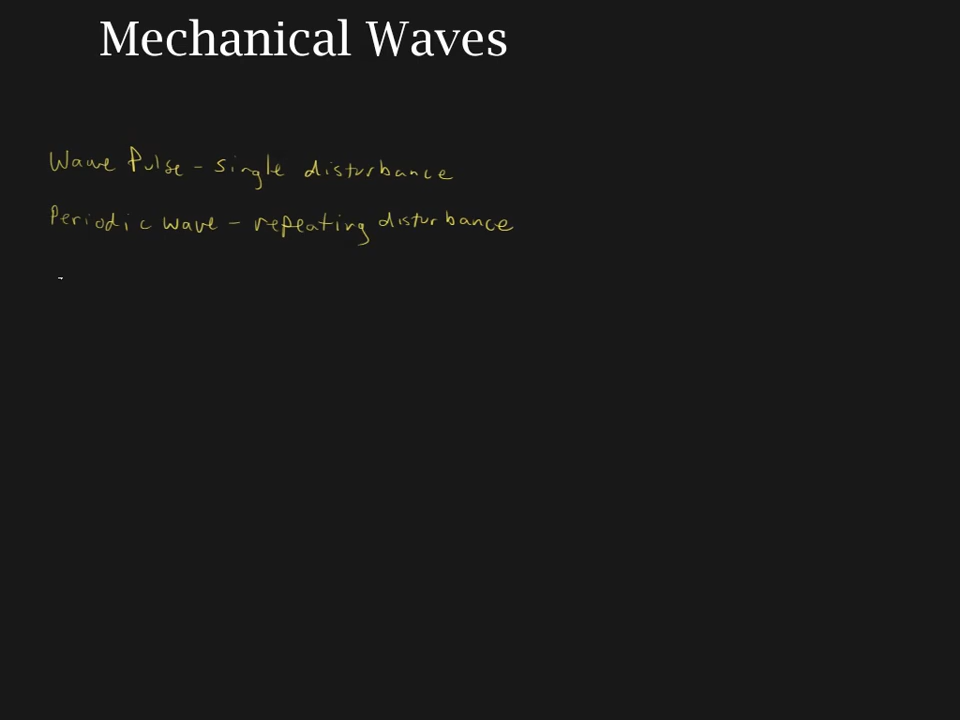 Mechanical Waves
Wave Pulse - single disturbance
Periodic wave - repeating disturbance